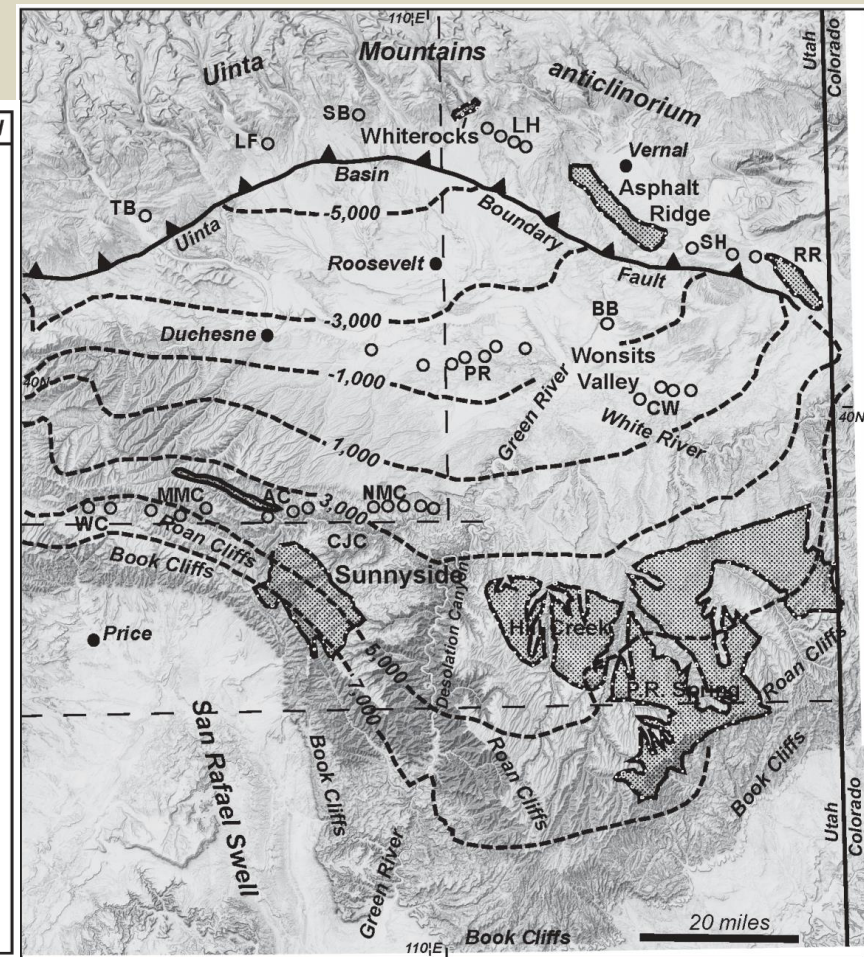 110¦E
Utah
Colorado
Uinta
Mountains
anticlinorium
SB
Whiterocks
LH
LF
Vernal
Basin
Asphalt
Ridge
-5,000
TB
Boundary
Uinta
SH
RR
Roosevelt
Fault
BB
-3,000
Duchesne
Wonsits
Valley
PR
-1,000
40N
CW
Green River
White River
40N
1,000
MMC
AC
NMC
3,000
WC
Roan Cliffs
CJC
Book Cliffs
Sunnyside
Desolation Canyon
Price
5,000
P.R. Spring
Roan Cliffs
7,000
San Rafael Swell
Book Cliffs
Roan Cliffs
Book Cliffs
Utah
Colorado
Green River
20 miles
Book Cliffs
110¦E